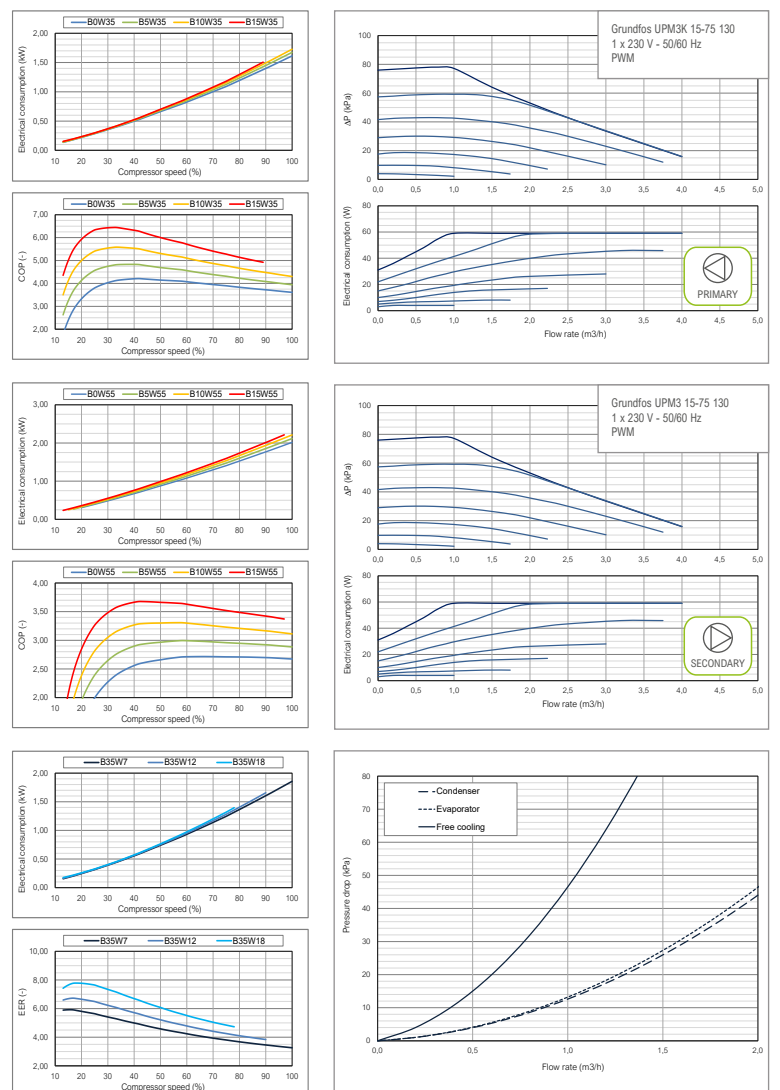 B0W35 B5W35 B10W35 B15W35
Electrical consumption (kW)
2,00
1,50
1,00
0,50
0,00
10 20 30 40 50 60 70 80 90 100
Compressor speed (%)
B0W35 B5W35 B10W35 B15W35
COP (-)
7,00
6,00
5,00
4,00
3,00
2,00
10 20 30 40 50 60 70 80 90 100
Compressor speed (%)
Grundfos UPM3K 15-75 130
1 x 230 V - 50/60 Hz
PWM
ΔP (kPa)
100
80
60
40
20
0
0,0 0,5 1,0 1,5 2,0 2,5 3,0 3,5 4,0 4,5 5,0
Electrical consumption (W)
80
60
40
20
0
0,0 0,5 1,0 1,5 2,0 2,5 3,0 3,5 4,0 4,5 5,0
Flow rate (m3/h)
PRIMARY
B0W55 B5W55 B10W55 B15W55
Electrical consumption (kW)
3,00
2,00
1,00
0,00
10 20 30 40 50 60 70 80 90 100
Compressor speed (%)
B0W55 B5W55 B10W55 B15W55
COP (-)
4,00
3,50
3,00
2,50
2,00
10 20 30 40 50 60 70 80 90 100
Compressor speed (%)
Grundfos UPM3 15-75 130
1 x 230 V - 50/60 Hz
PWM
ΔP (kPa)
100
80
60
40
20
0
0,0 0,5 1,0 1,5 2,0 2,5 3,0 3,5 4,0 4,5 5,0
Electrical consumption (W)
80
60
40
20
0
0,0 0,5 1,0 1,5 2,0 2,5 3,0 3,5 4,0 4,5 5,0
Flow rate (m3/h)
SECONDARY
B35W7 B35W12 B35W18
Electrical consumption (kW)
2,00
1,50
1,00
0,50
0,00
10 20 30 40 50 60 70 80 90 100
Compressor speed (%)
B35W7 B35W12 B35W18
EER (-)
10,00
8,00
6,00
4,00
2,00
10 20 30 40 50 60 70 80 90 100
Compressor speed (%)
Condenser
Evaporator
Free cooling
Pressure drop (kPa)
80
70
60
50
40
30
20
10
0
0,0 0,5 1,0 1,5 2,0
Flow rate (m3/h)